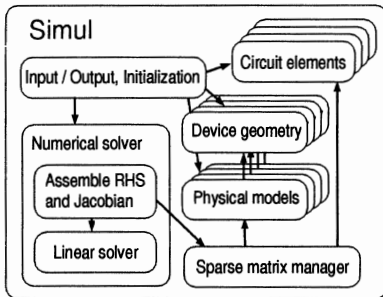 Simul
Input / Output, Initialization
Circuit elements
Device geometry
Numerical solver
Assemble RHS
and Jacobian
Physical models
Linear solver
Sparse matrix manager